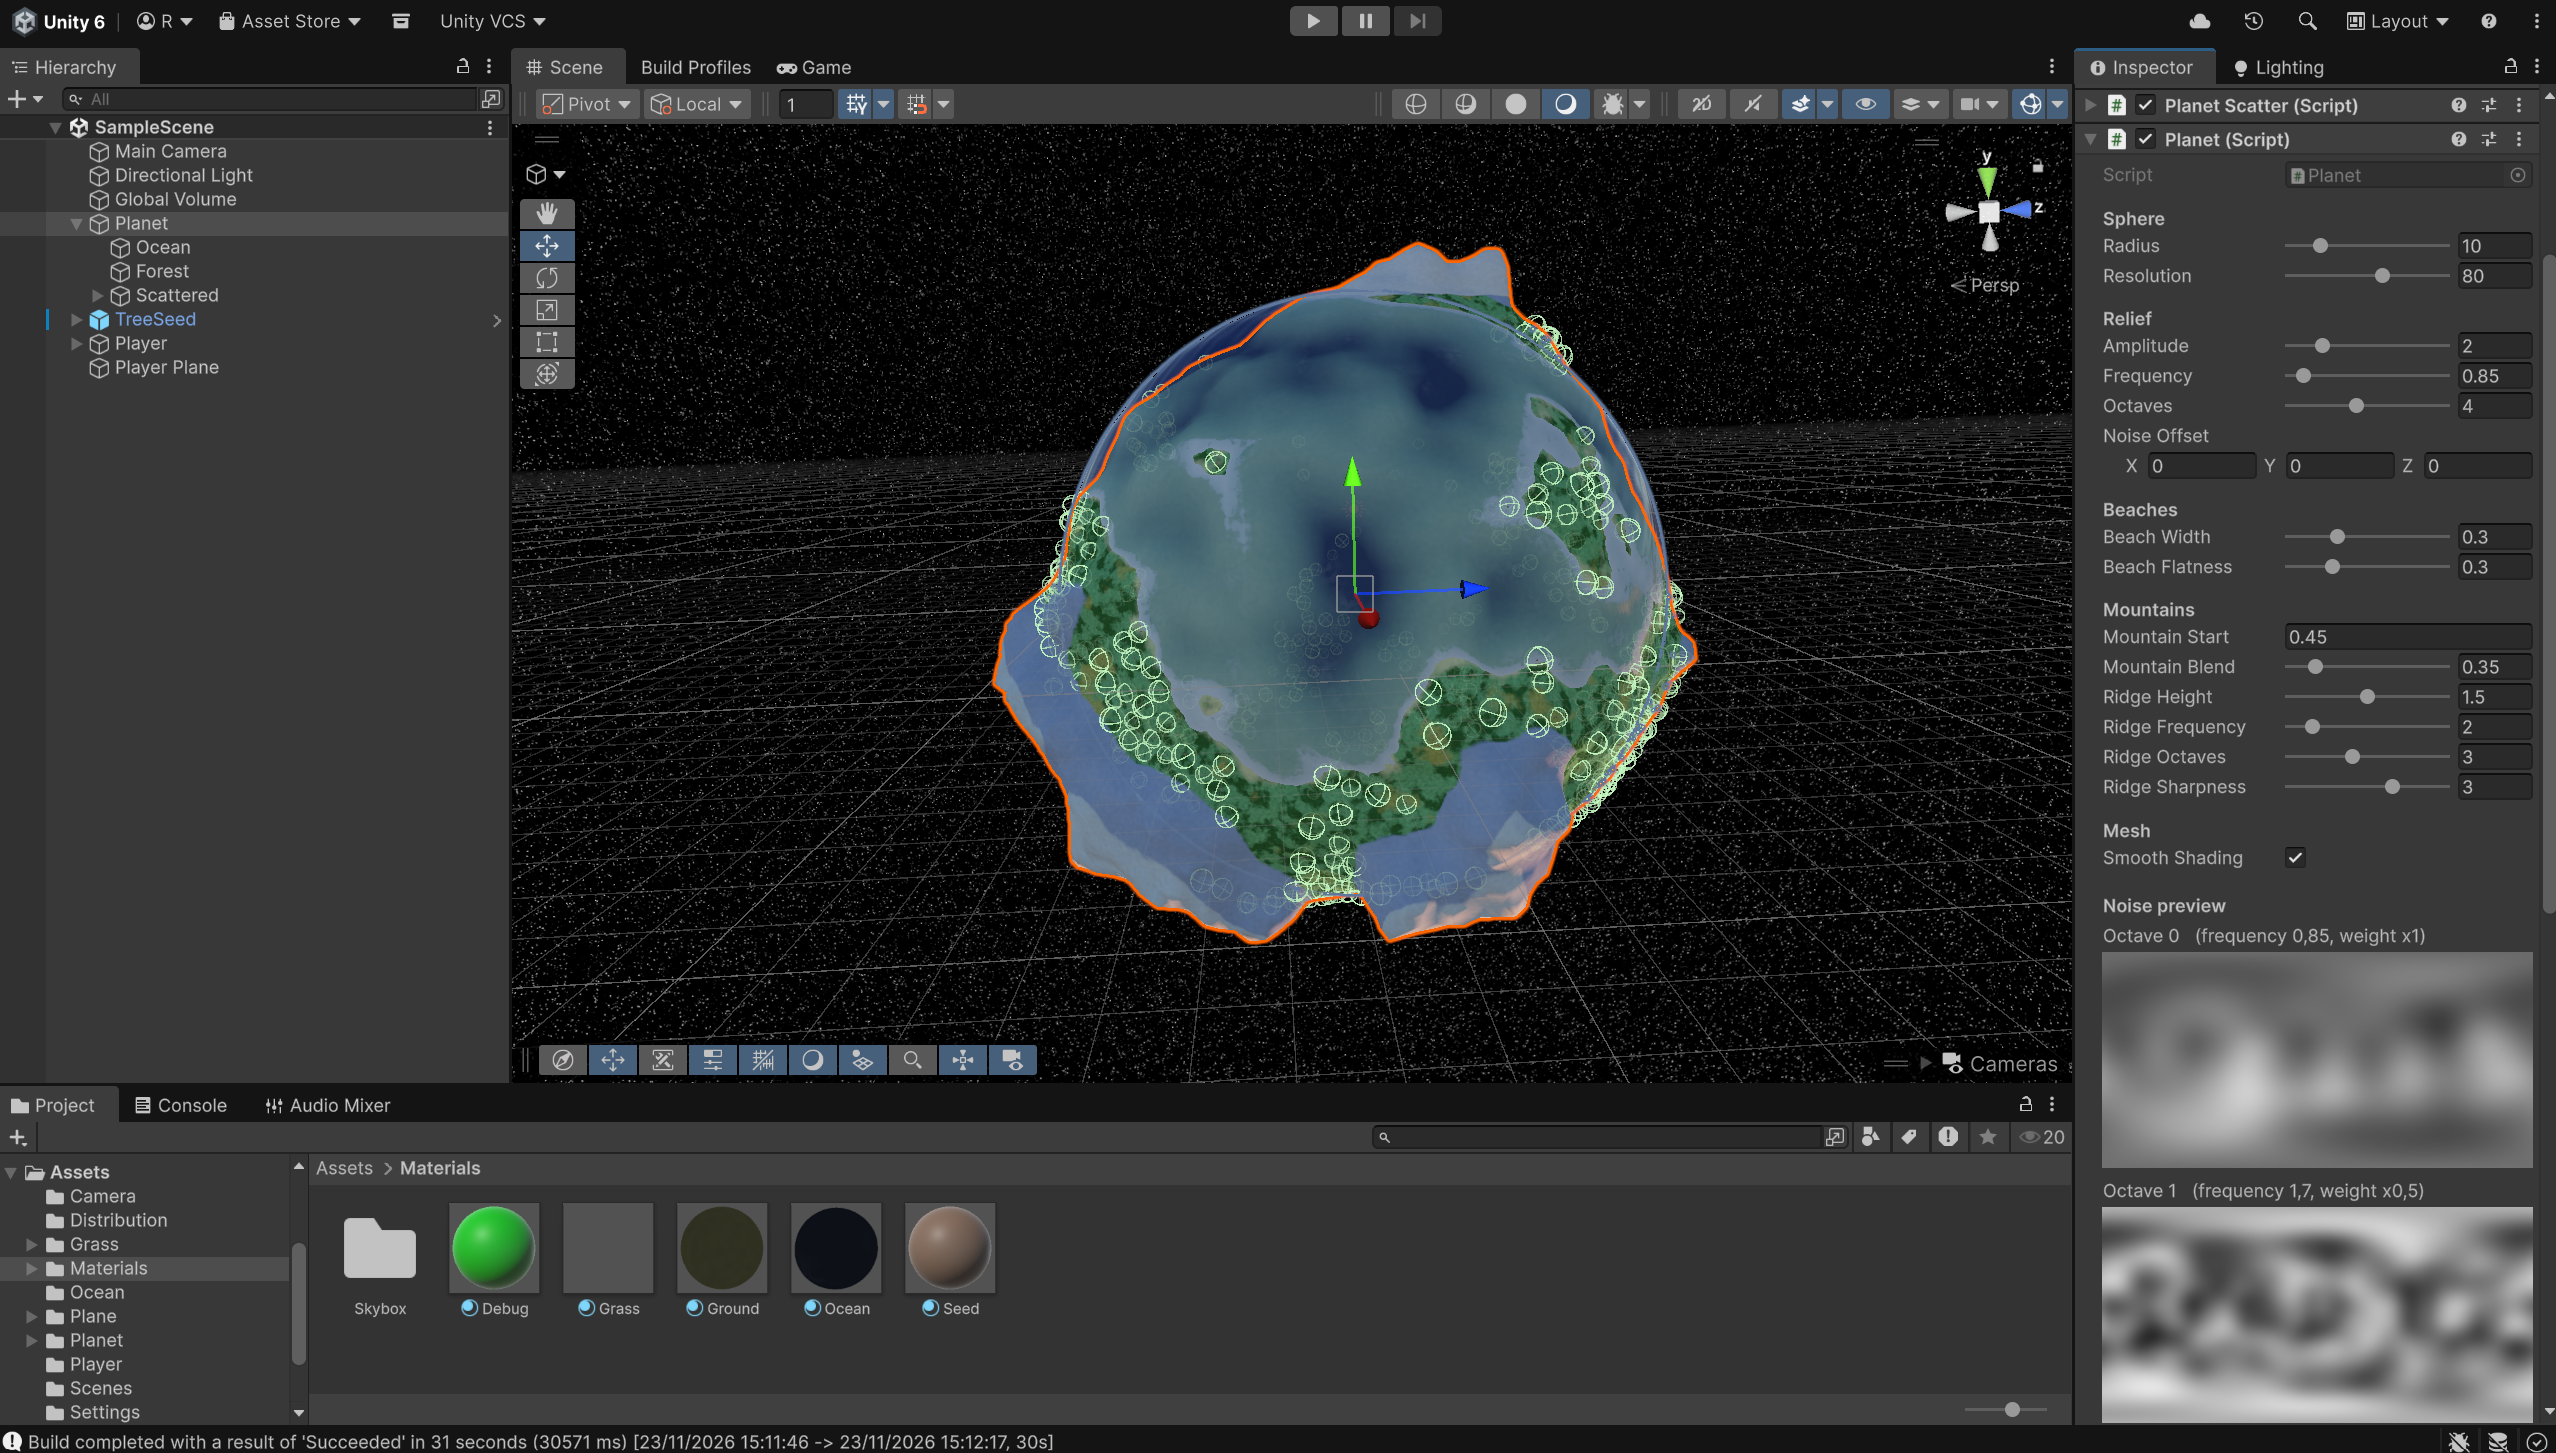 Unity 6 R Asset Store Unity VCS Layout
Hierarchy
All
SampleScene
Main Camera
Directional Light
Global Volume
Planet
Ocean
Forest
Scattered
TreeSeed
Player
Player Plane
Scene Build Profiles Game
Pivot Local 1 2D
y
z
Persp
Cameras
Inspector Lighting
Planet Scatter (Script)
Planet (Script)
Script Planet
Sphere
Radius 10
Resolution 80
Relief
Amplitude 2
Frequency 0.85
Octaves 4
Noise Offset
X 0 Y 0 Z 0
Beaches
Beach Width 0.3
Beach Flatness 0.3
Mountains
Mountain Start 0.45
Mountain Blend 0.35
Ridge Height 1.5
Ridge Frequency 2
Ridge Octaves 3
Ridge Sharpness 3
Mesh
Smooth Shading
Noise preview
Octave 0 (frequency 0,85, weight x1)
Octave 1 (frequency 1,7, weight x0,5)
Project Console Audio Mixer
20
Assets
Camera
Distribution
Grass
Materials
Ocean
Plane
Planet
Player
Scenes
Settings
Assets > Materials
Skybox Debug Grass Ground Ocean Seed
Build completed with a result of 'Succeeded' in 31 seconds (30571 ms) [23/11/2026 15:11:46 -> 23/11/2026 15:12:17, 30s]